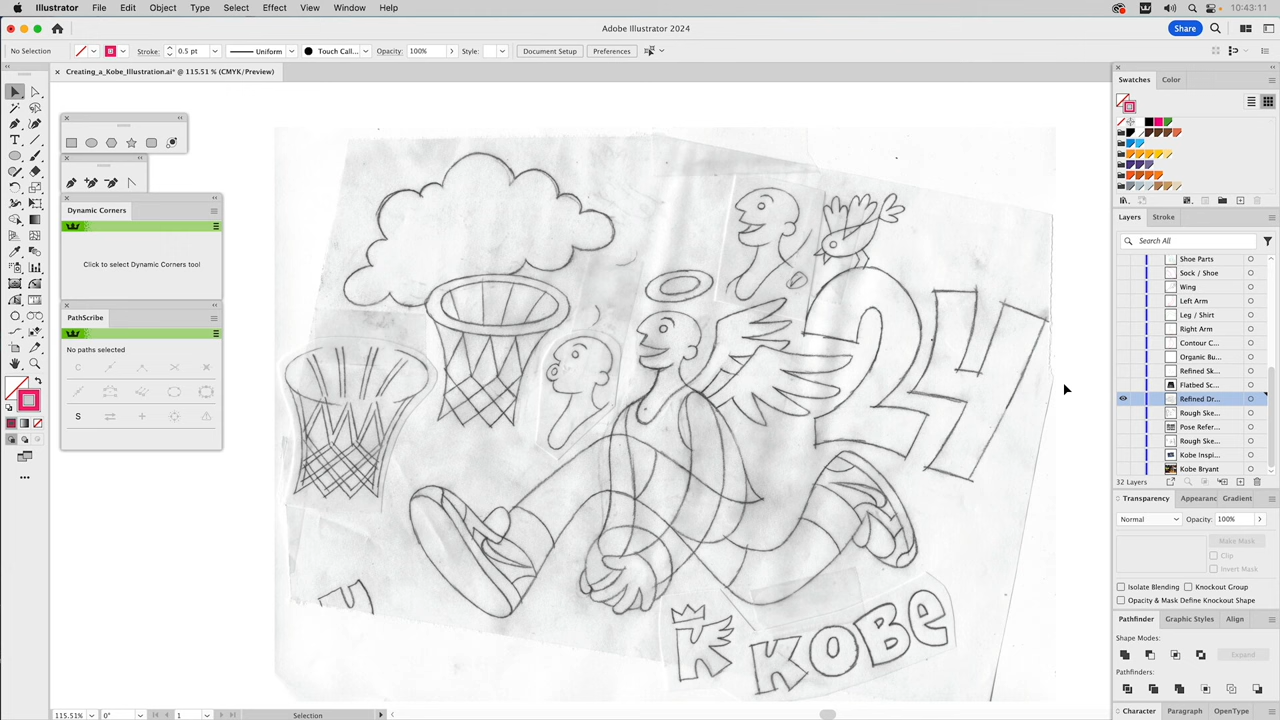 Illustrator File Edit Object Type Select Effect View Window Help 10:43:11
Adobe Illustrator 2024
Share
No Selection Stroke: 0.5 pt Uniform Touch Call... Opacity: 100% Style: Document Setup Preferences
Creating_a_Kobe_Illustration.ai* @ 115.51 % (CMYK/Preview)
Dynamic Corners
Click to select Dynamic Corners tool
PathScribe
No paths selected
24
KOBE
Swatches Color
Layers Stroke
Search All
Shoe Parts
Sock / Shoe
Wing
Left Arm
Leg / Shirt
Right Arm
Contour C...
Organic Bu...
Refined Sk...
Flatbed Sc...
Refined Dr...
Rough Ske...
Pose Refer...
Rough Ske...
Kobe Inspi...
Kobe Bryant
32 Layers
Transparency Appearanc Gradient
Normal Opacity: 100%
Make Mask
Clip
Invert Mask
Isolate Blending Knockout Group
Opacity & Mask Define Knockout Shape
Pathfinder Graphic Styles Align
Shape Modes:
Expand
Pathfinders:
Character Paragraph OpenType
115.51% 0° 1 Selection